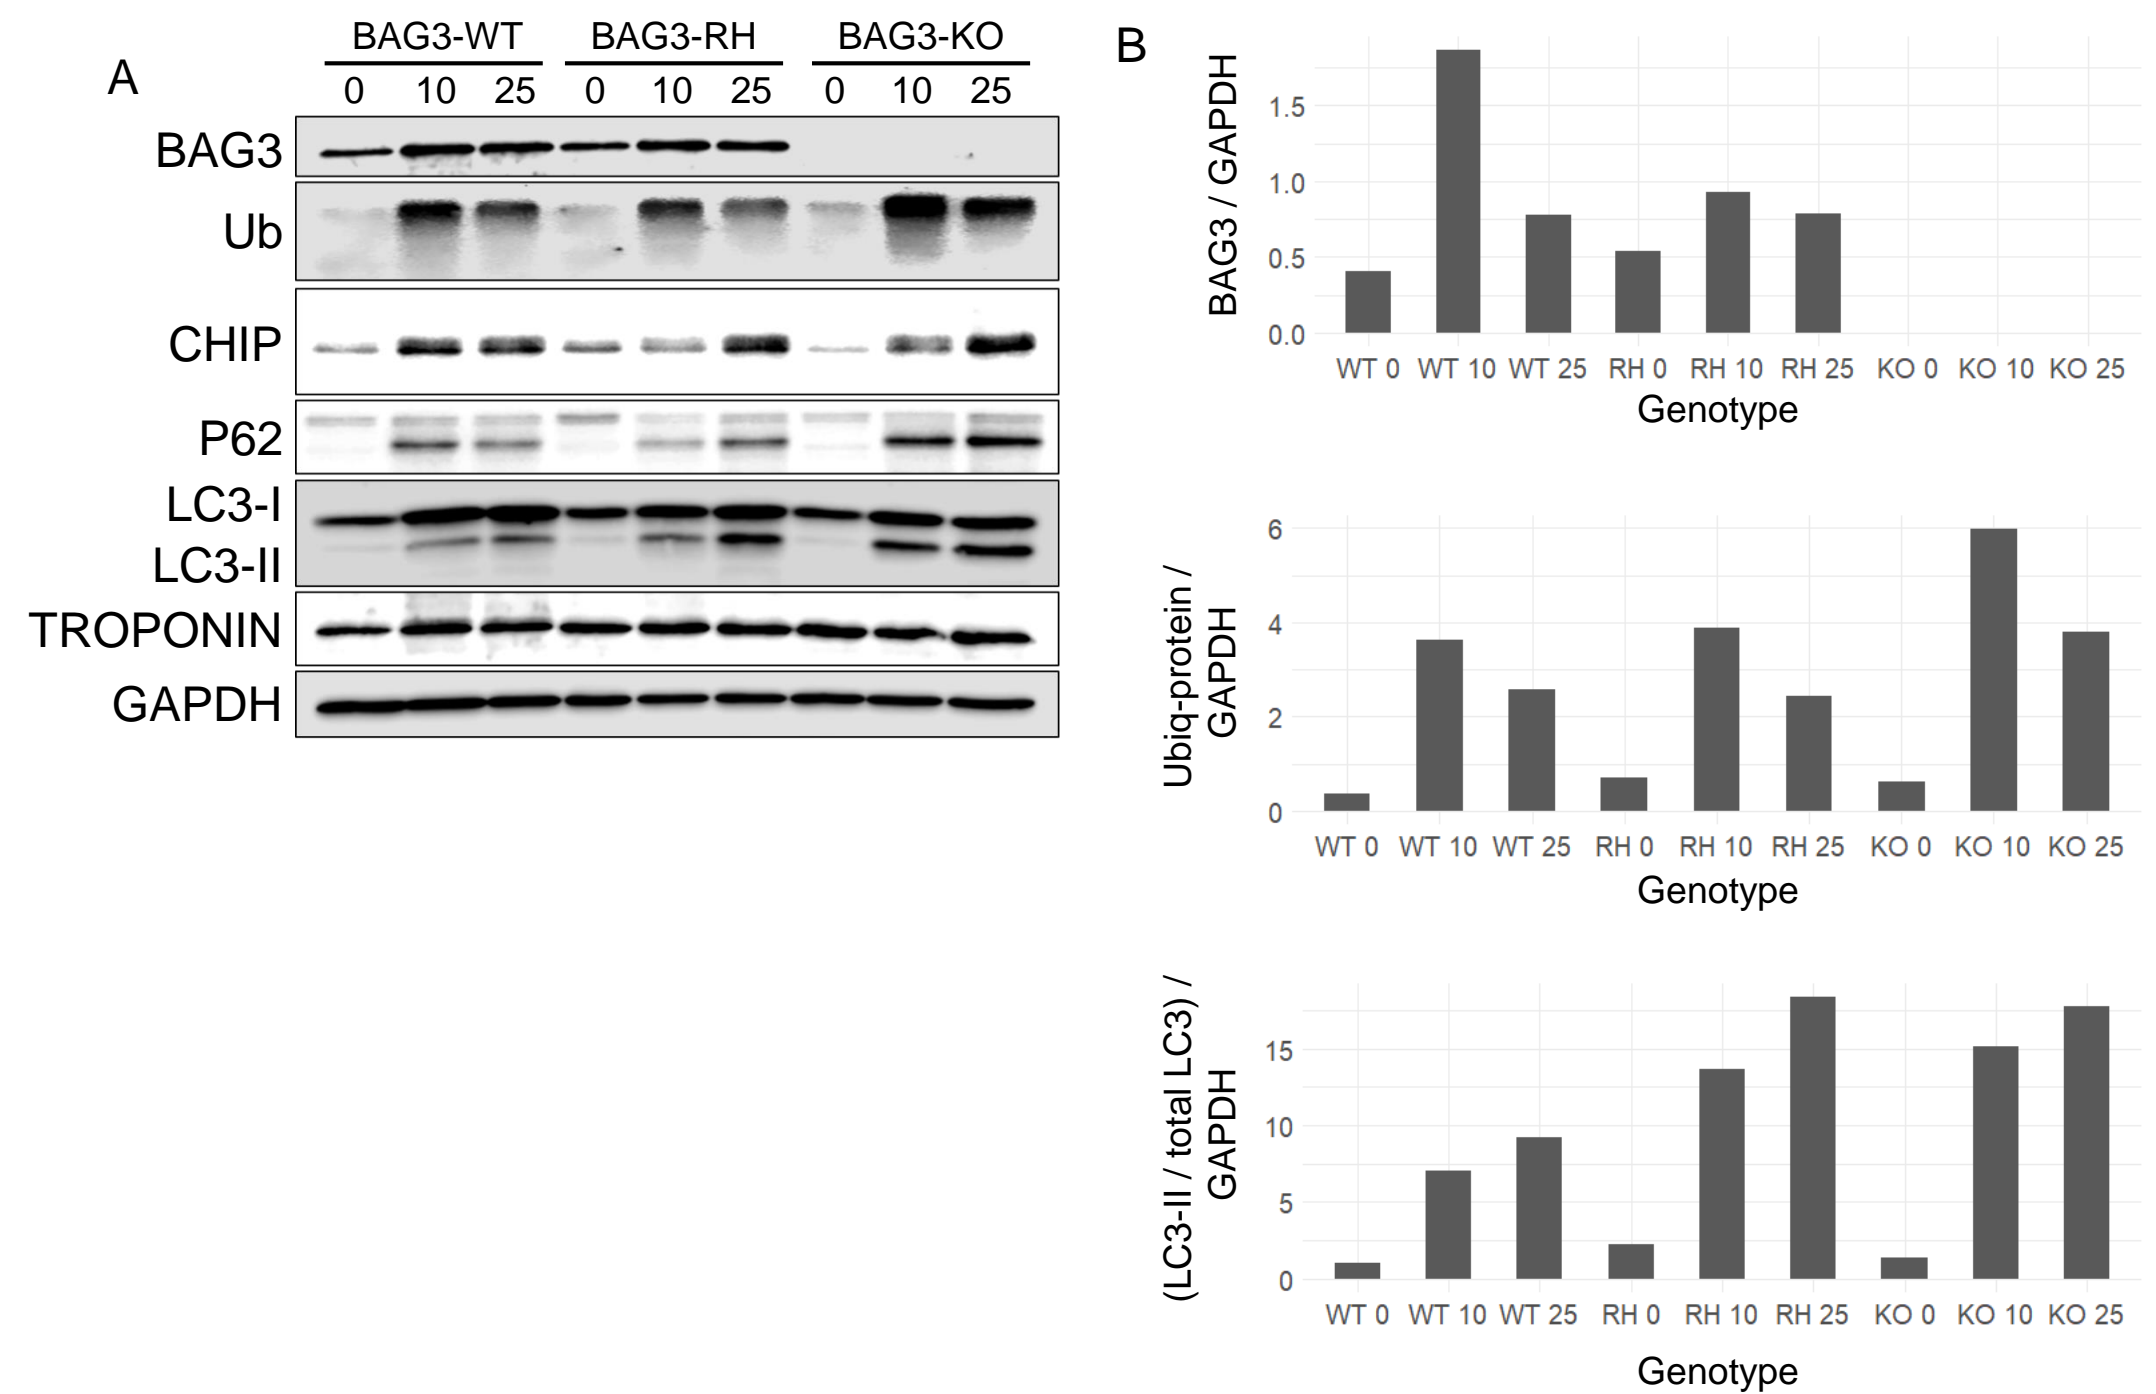 A
BAG3-WT BAG3-RH BAG3-KO
0 10 25 0 10 25 0 10 25
BAG3
Ub
CHIP
P62
LC3-I
LC3-II
TROPONIN
GAPDH
B
BAG3 / GAPDH
1.5
1.0
0.5
0.0
WT 0 WT 10 WT 25 RH 0 RH 10 RH 25 KO 0 KO 10 KO 25
Genotype
Ubiq-protein /
GAPDH
6
4
2
0
WT 0 WT 10 WT 25 RH 0 RH 10 RH 25 KO 0 KO 10 KO 25
Genotype
(LC3-II / total LC3) /
GAPDH
15
10
5
0
WT 0 WT 10 WT 25 RH 0 RH 10 RH 25 KO 0 KO 10 KO 25
Genotype